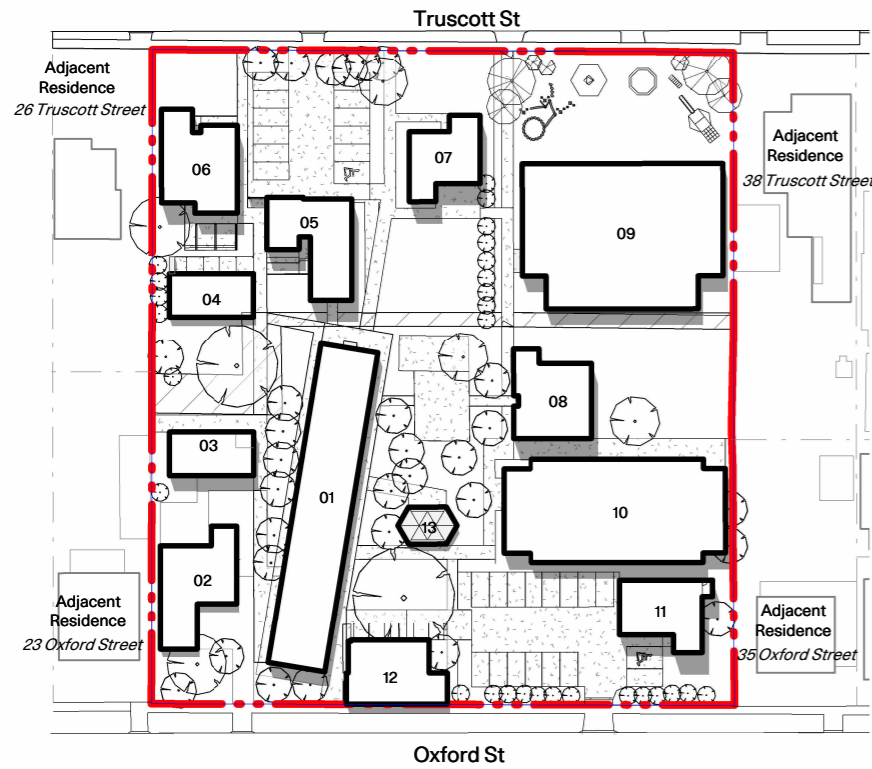 Truscott St
Adjacent
Residence
26 Truscott Street
Adjacent
Residence
38 Truscott Street
06
07
05
09
04
08
03
01
10
13
02
11
12
Adjacent
Residence
23 Oxford Street
Adjacent
Residence
35 Oxford Street
Oxford St